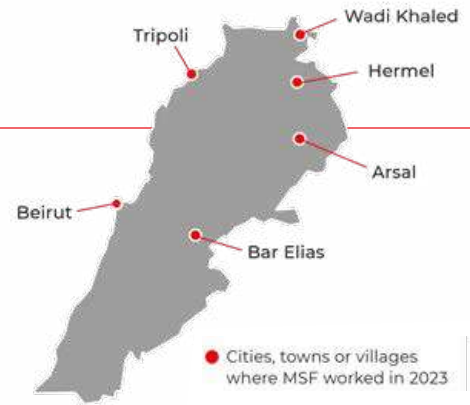 Wadi Khaled
Tripoli
Hermel
Arsal
Beirut
Bar Elias
Cities, towns or villages
where MSF worked in 2023